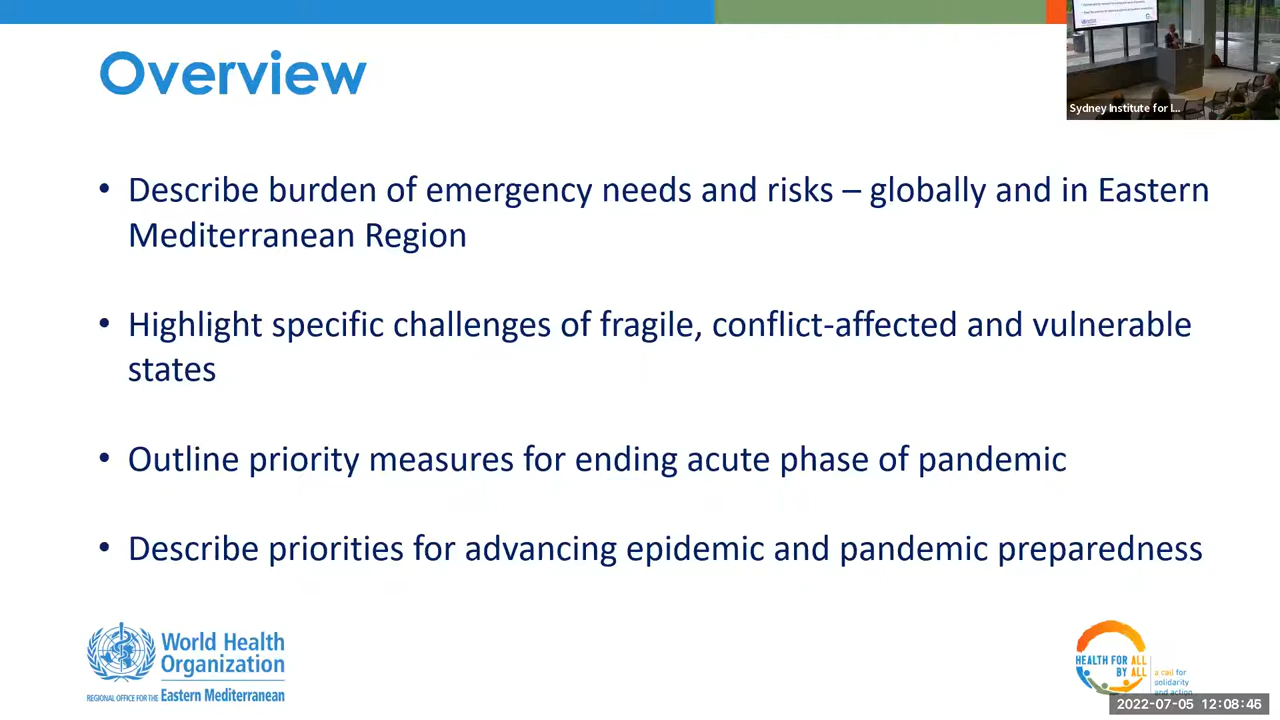 Overview
Sydney Institute for I...
• Describe burden of emergency needs and risks – globally and in Eastern
Mediterranean Region
• Highlight specific challenges of fragile, conflict-affected and vulnerable
states
• Outline priority measures for ending acute phase of pandemic
• Describe priorities for advancing epidemic and pandemic preparedness
World Health
Organization
REGIONAL OFFICE FOR THE Eastern Mediterranean
HEALTH FOR ALL
BY ALL
a call for
solidarity
and action
2022-07-05 12:08:46